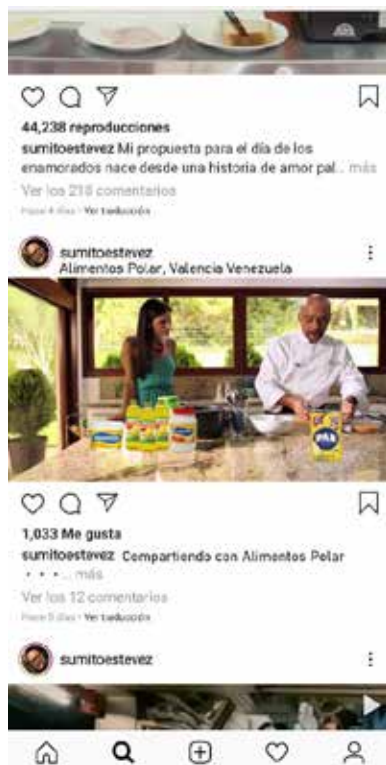 44,238 reproducciones
sumitoestevez Mi propuesta para el día de los
enamorados nace desde una historia de amor pal... más
Ver los 218 comentarios
Hace 4 días · Ver traducción
sumitoestevez
Alimentos Polar, Valencia Venezuela
PAN
1,033 Me gusta
sumitoestevez Compartiendo con Alimentos Polar
• • • ... más
Ver los 12 comentarios
Hace 5 días · Ver traducción
sumitoestevez